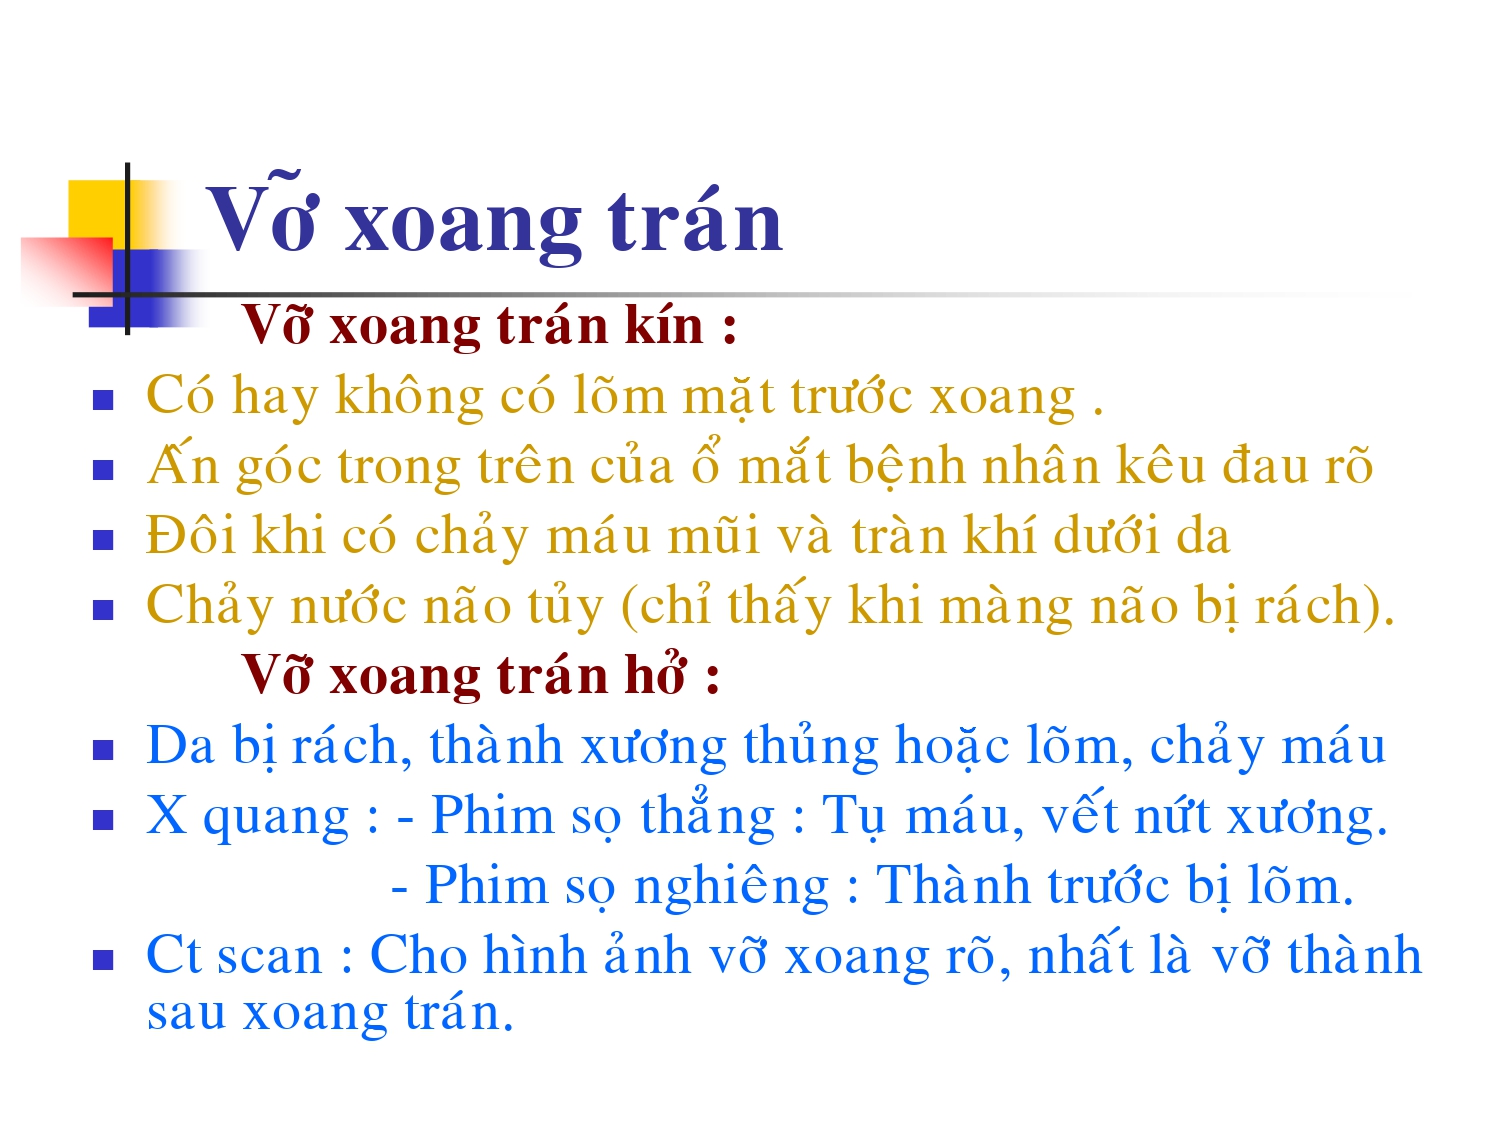 Vỡ xoang trán
Vỡ xoang trán kín :
Có hay không có lõm mặt trước xoang .
Ấn góc trong trên của ổ mắt bệnh nhân kêu đau rõ
Đôi khi có chảy máu mũi và tràn khí dưới da
Chảy nước não tủy (chỉ thấy khi màng não bị rách).
Vỡ xoang trán hở :
Da bị rách, thành xương thủng hoặc lõm, chảy máu
X quang : - Phim sọ thẳng : Tụ máu, vết nứt xương.
- Phim sọ nghiêng : Thành trước bị lõm.
Ct scan : Cho hình ảnh vỡ xoang rõ, nhất là vỡ thành
sau xoang trán.